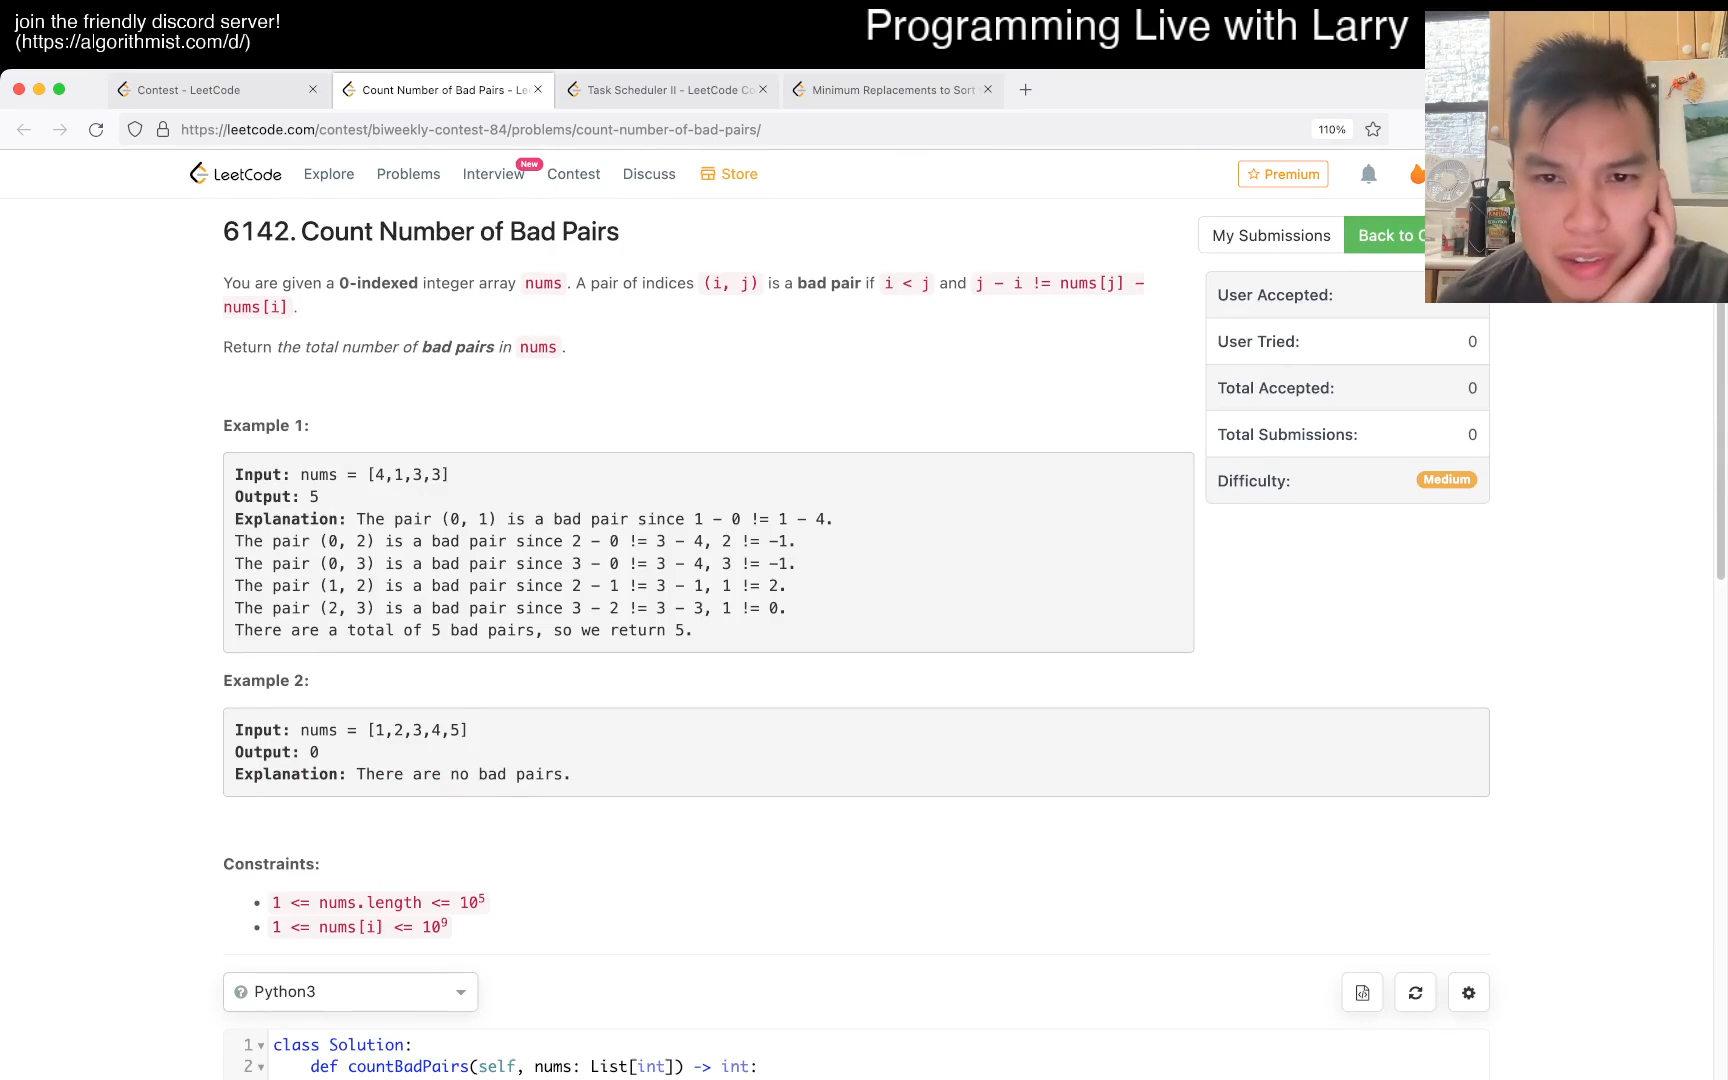 join the friendly discord server!
(https://algorithmist.com/d/)
Programming Live with Larry
Contest - LeetCode
Count Number of Bad Pairs - Le
Task Scheduler II - LeetCode Co
Minimum Replacements to Sort
https://leetcode.com/contest/biweekly-contest-84/problems/count-number-of-bad-pairs/
110%
LeetCode
Explore
Problems
Interview
New
Contest
Discuss
Store
Premium
6142. Count Number of Bad Pairs
My Submissions
Back to C
You are given a 0-indexed integer array nums . A pair of indices (i, j) is a bad pair if i < j and j - i != nums[j] -
nums[i] .
Return the total number of bad pairs in nums .
User Accepted:
User Tried: 0
Total Accepted: 0
Total Submissions: 0
Difficulty: Medium
Example 1:
Input: nums = [4,1,3,3]
Output: 5
Explanation: The pair (0, 1) is a bad pair since 1 - 0 != 1 - 4.
The pair (0, 2) is a bad pair since 2 - 0 != 3 - 4, 2 != -1.
The pair (0, 3) is a bad pair since 3 - 0 != 3 - 4, 3 != -1.
The pair (1, 2) is a bad pair since 2 - 1 != 3 - 1, 1 != 2.
The pair (2, 3) is a bad pair since 3 - 2 != 3 - 3, 1 != 0.
There are a total of 5 bad pairs, so we return 5.
Example 2:
Input: nums = [1,2,3,4,5]
Output: 0
Explanation: There are no bad pairs.
Constraints:
1 <= nums.length <= 10⁵
1 <= nums[i] <= 10⁹
Python3
1 class Solution:
2 def countBadPairs(self, nums: List[int]) -> int: